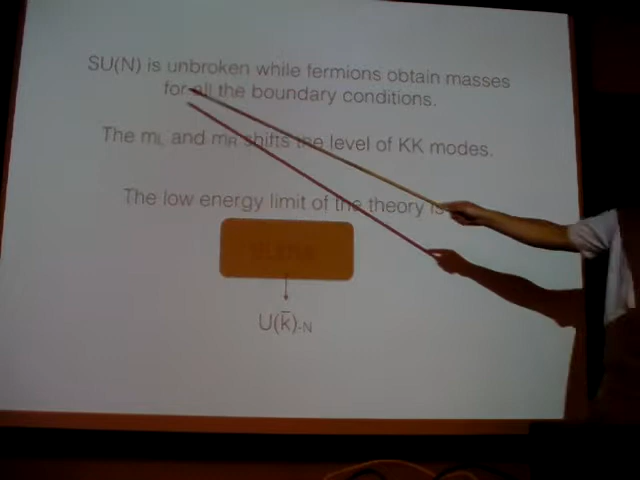 SU(N) is unbroken while fermions obtain masses
for all the boundary conditions.
The mL and mR shifts the level of KK modes.
The low energy limit of the theory is
U(k̅)-N